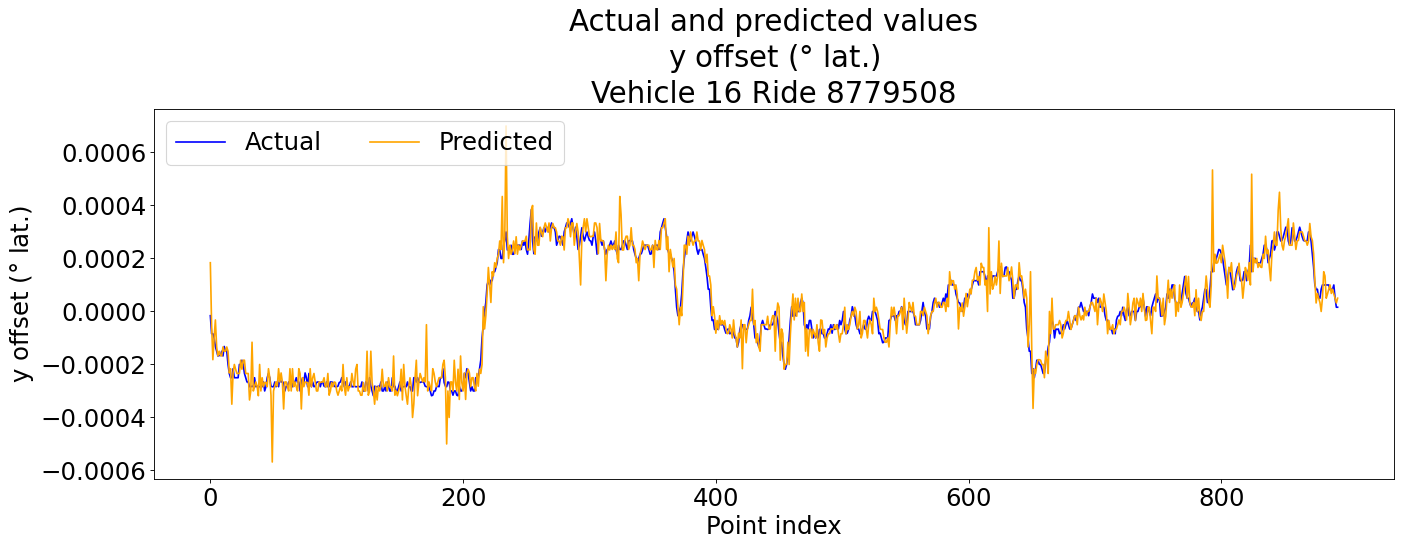 Actual and predicted values
y offset (° lat.)
Vehicle 16 Ride 8779508
Actual
Predicted
0.0006
0.0004
0.0002
0.0000
−0.0002
−0.0004
−0.0006
y offset (° lat.)
0
200
400
600
800
Point index